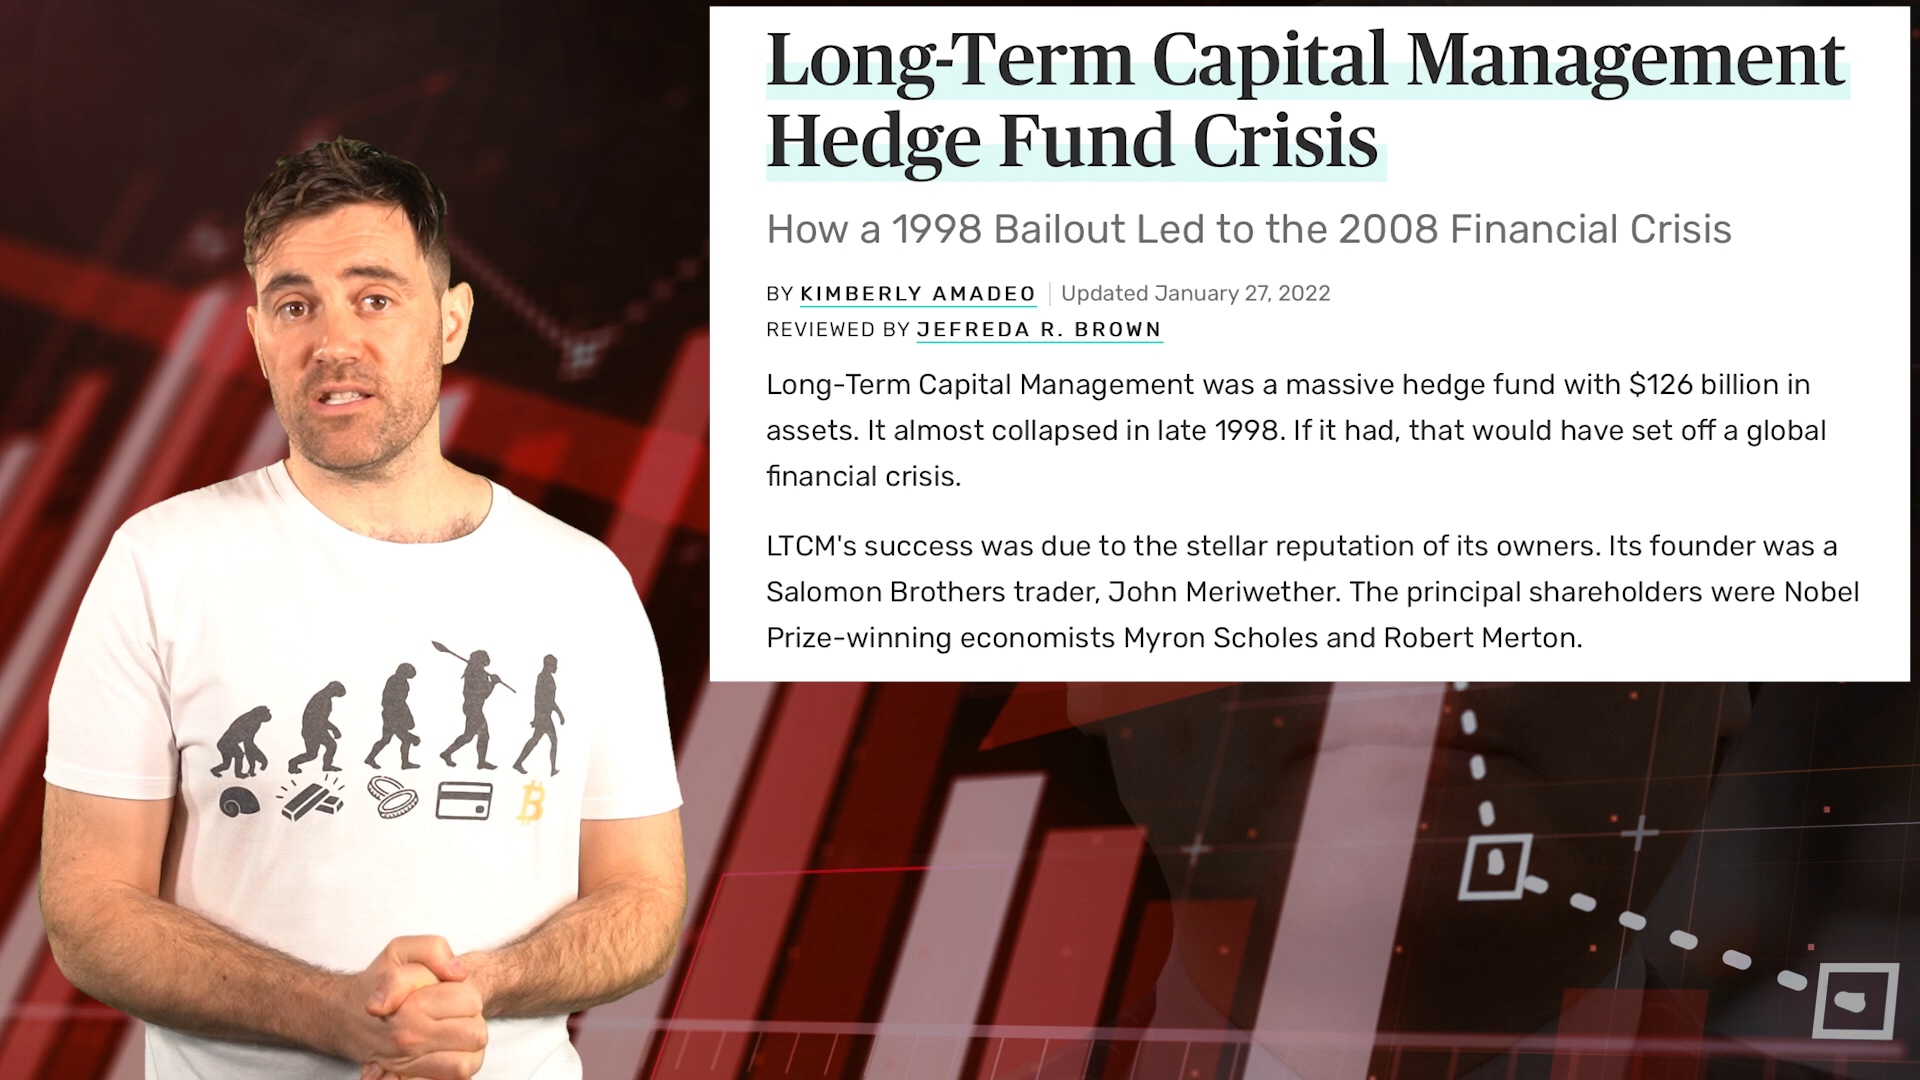 Long-Term Capital Management
Hedge Fund Crisis
How a 1998 Bailout Led to the 2008 Financial Crisis
BY KIMBERLY AMADEO | Updated January 27, 2022
REVIEWED BY JEFREDA R. BROWN
Long-Term Capital Management was a massive hedge fund with $126 billion in
assets. It almost collapsed in late 1998. If it had, that would have set off a global
financial crisis.
LTCM's success was due to the stellar reputation of its owners. Its founder was a
Salomon Brothers trader, John Meriwether. The principal shareholders were Nobel
Prize-winning economists Myron Scholes and Robert Merton.